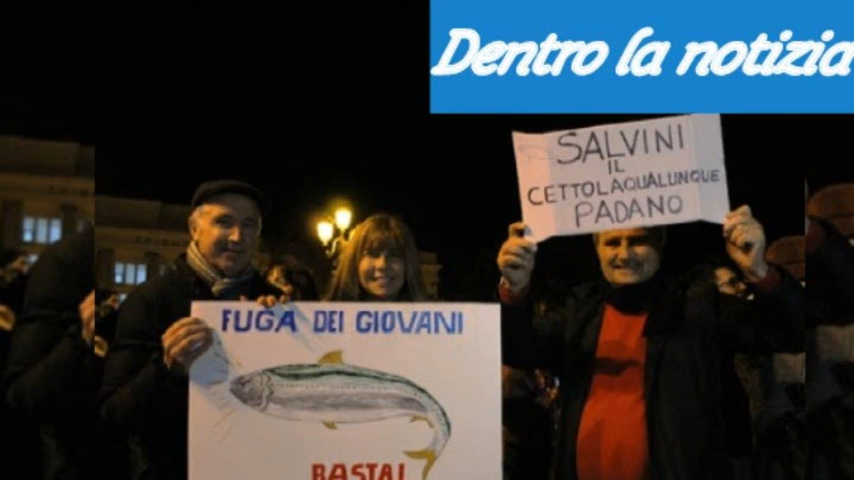 Dentro la notizia
SALVINI
IL
CETTOLAQUALUNQUE
PADANO
FUGA DEI GIOVANI
BASTA!